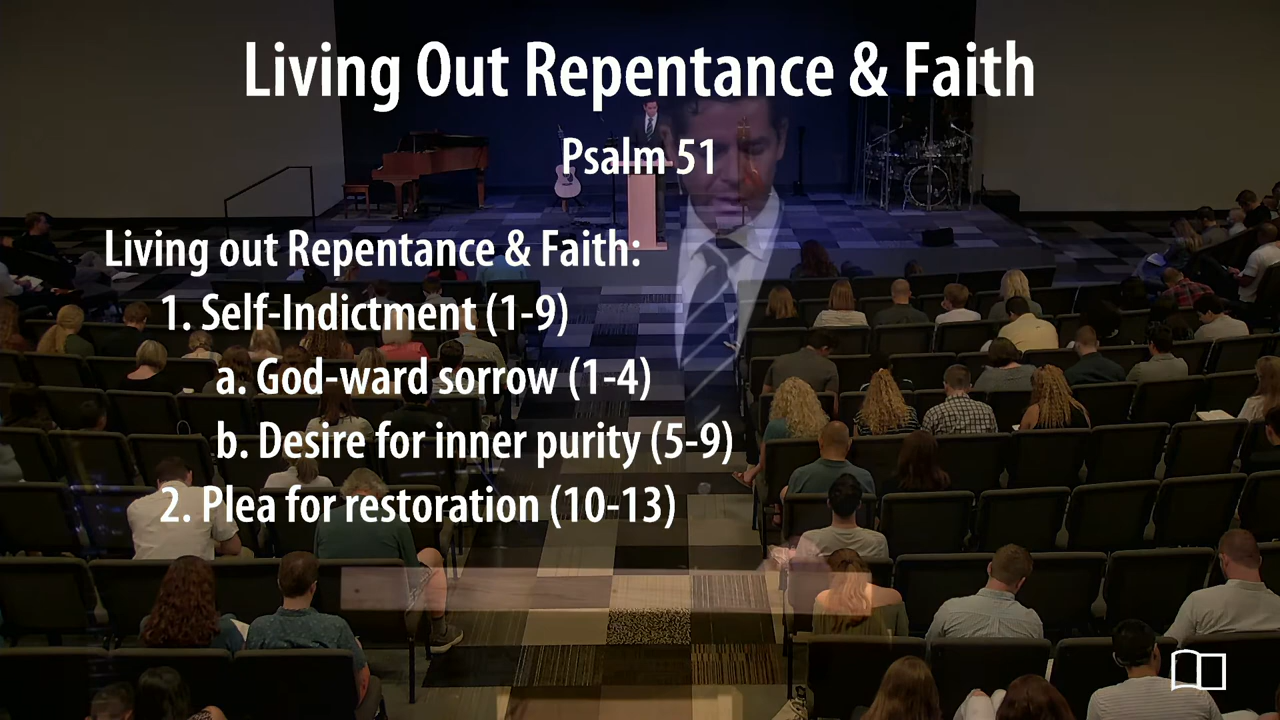 Living Out Repentance & Faith
Psalm 51
Living out Repentance & Faith:
1. Self-Indictment (1-9)
a. God-ward sorrow (1-4)
b. Desire for inner purity (5-9)
2. Plea for restoration (10-13)